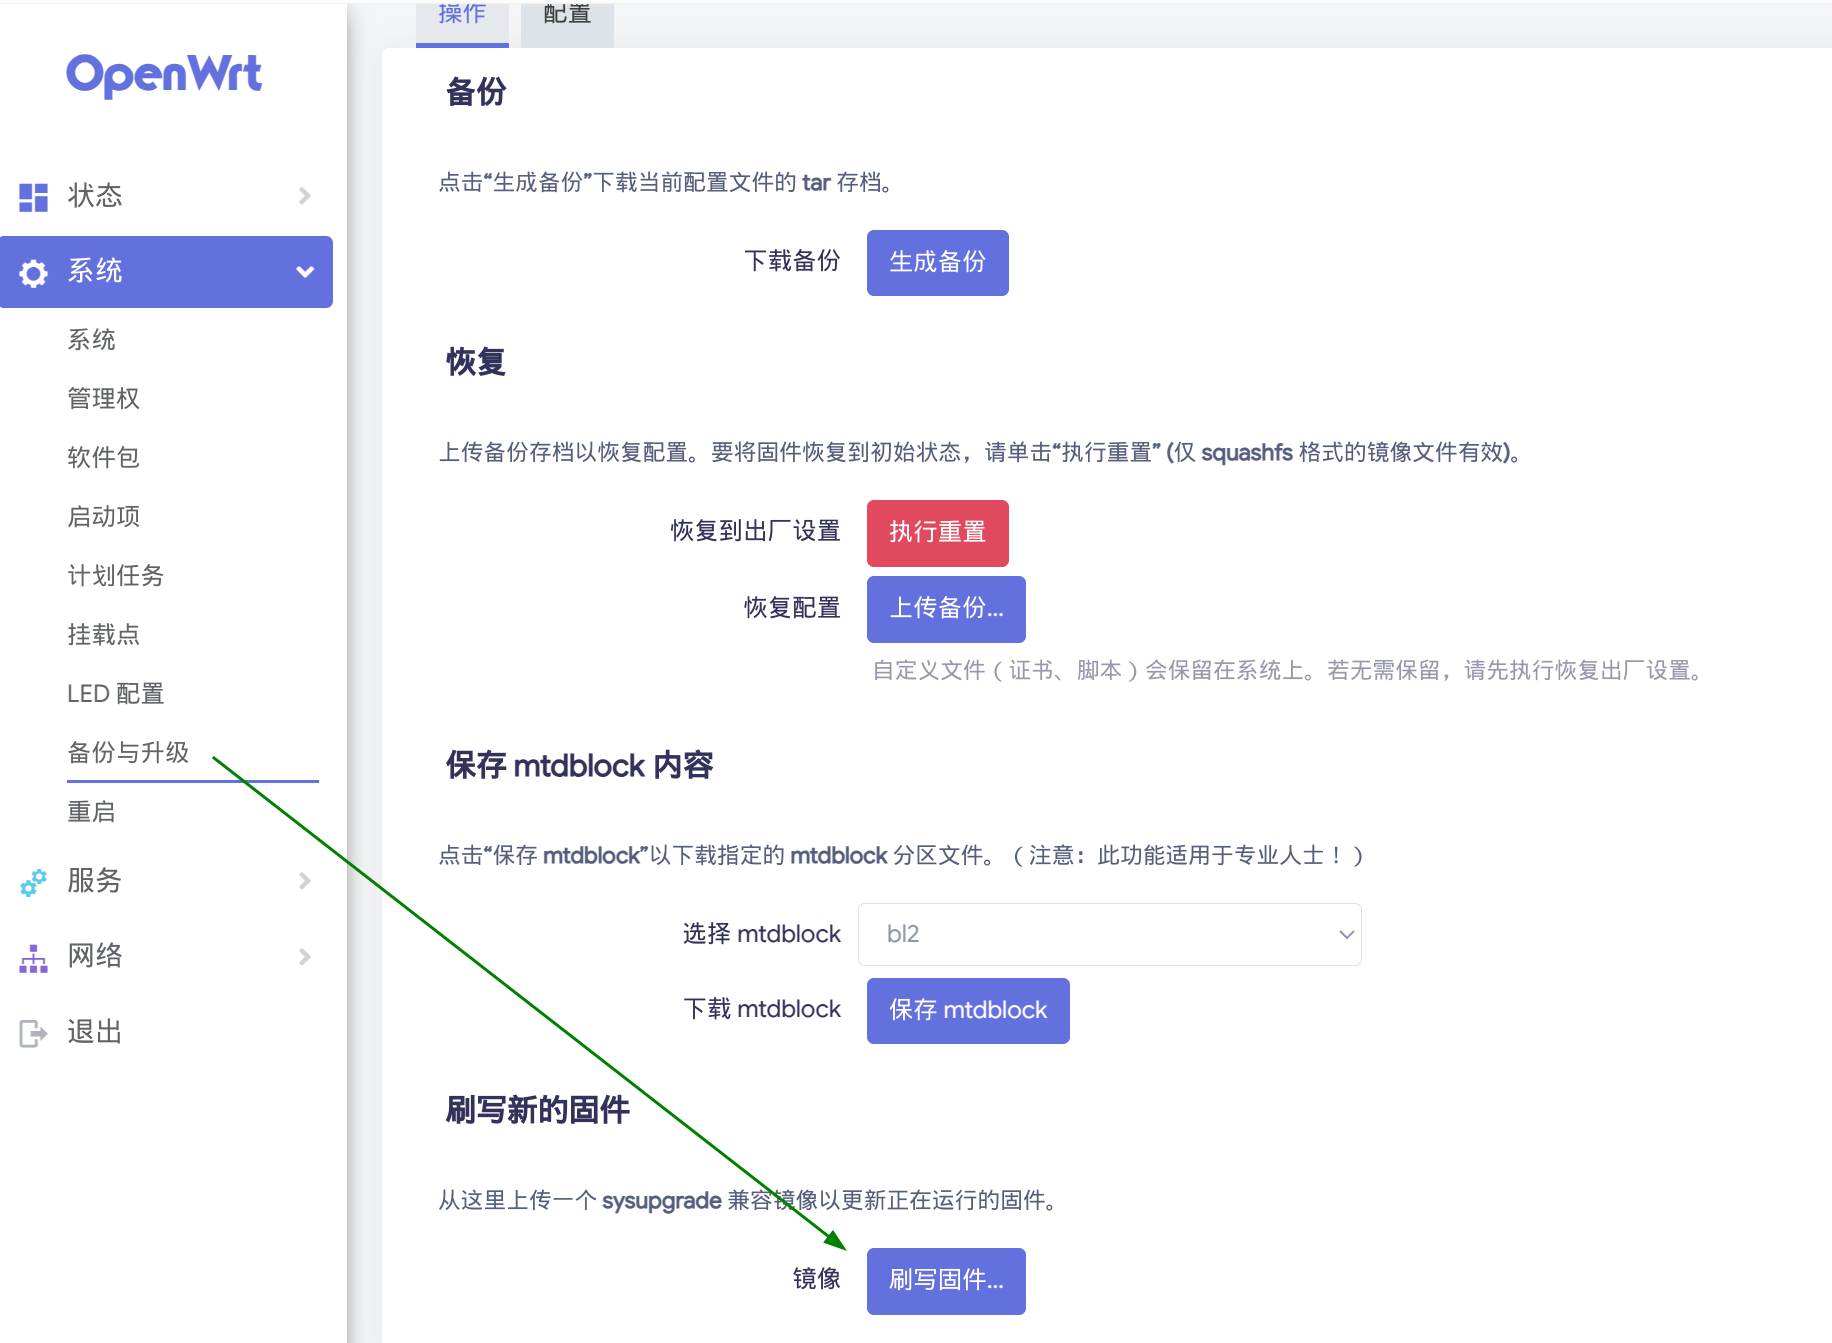 操作
配置
OpenWrt
状态
系统
系统
管理权
软件包
启动项
计划任务
挂载点
LED 配置
备份与升级
重启
服务
网络
退出
备份
点击“生成备份”下载当前配置文件的 tar 存档。
下载备份
生成备份
恢复
上传备份存档以恢复配置。要将固件恢复到初始状态，请单击“执行重置” (仅 squashfs 格式的镜像文件有效)。
恢复到出厂设置
执行重置
恢复配置
上传备份...
自定义文件（证书、脚本）会保留在系统上。若无需保留，请先执行恢复出厂设置。
保存 mtdblock 内容
点击“保存 mtdblock”以下载指定的 mtdblock 分区文件。（注意：此功能适用于专业人士！）
选择 mtdblock
bl2
下载 mtdblock
保存 mtdblock
刷写新的固件
从这里上传一个 sysupgrade 兼容镜像以更新正在运行的固件。
镜像
刷写固件...